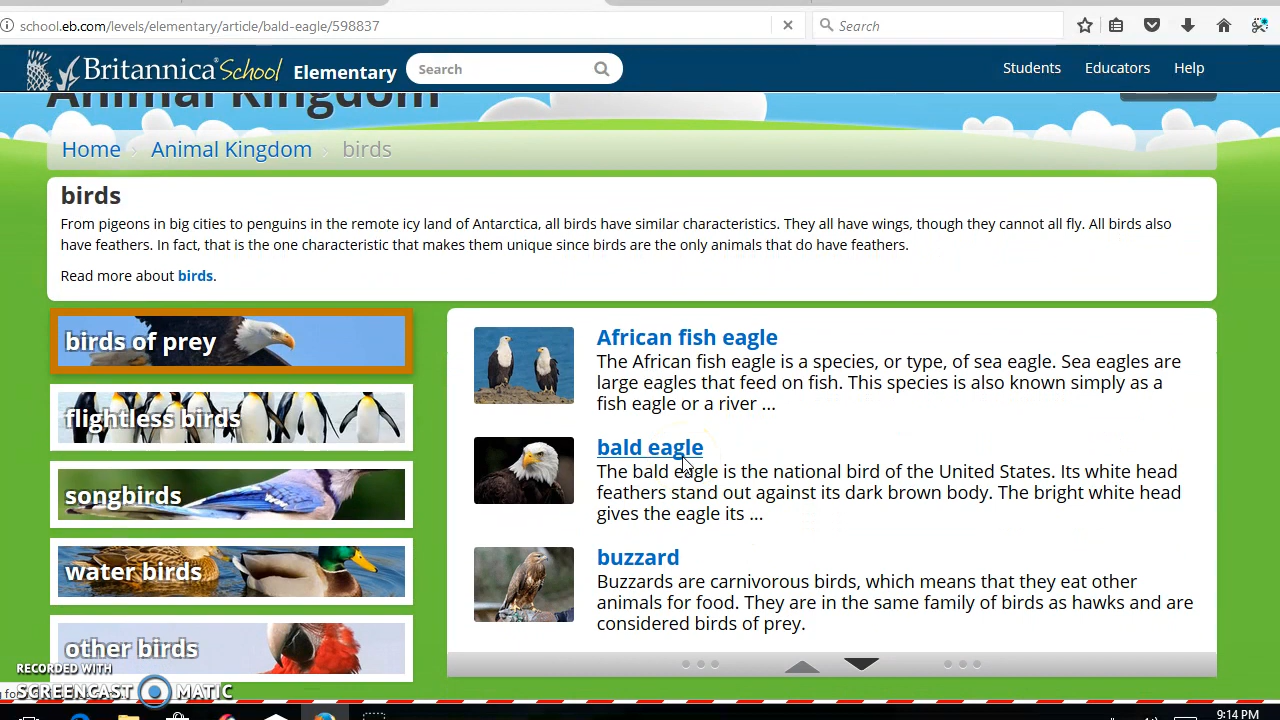 school.eb.com/levels/elementary/article/bald-eagle/598837
Search
Britannica School Elementary
Search
Students
Educators
Help
Animal Kingdom
Home
Animal Kingdom
birds
birds
From pigeons in big cities to penguins in the remote icy land of Antarctica, all birds have similar characteristics. They all have wings, though they cannot all fly. All birds also
have feathers. In fact, that is the one characteristic that makes them unique since birds are the only animals that do have feathers.
Read more about birds.
birds of prey
flightless birds
songbirds
water birds
other birds
African fish eagle
The African fish eagle is a species, or type, of sea eagle. Sea eagles are
large eagles that feed on fish. This species is also known simply as a
fish eagle or a river ...
bald eagle
The bald eagle is the national bird of the United States. Its white head
feathers stand out against its dark brown body. The bright white head
gives the eagle its ...
buzzard
Buzzards are carnivorous birds, which means that they eat other
animals for food. They are in the same family of birds as hawks and are
considered birds of prey.
RECORDED WITH
SCREENCAST MATIC
9:14 PM